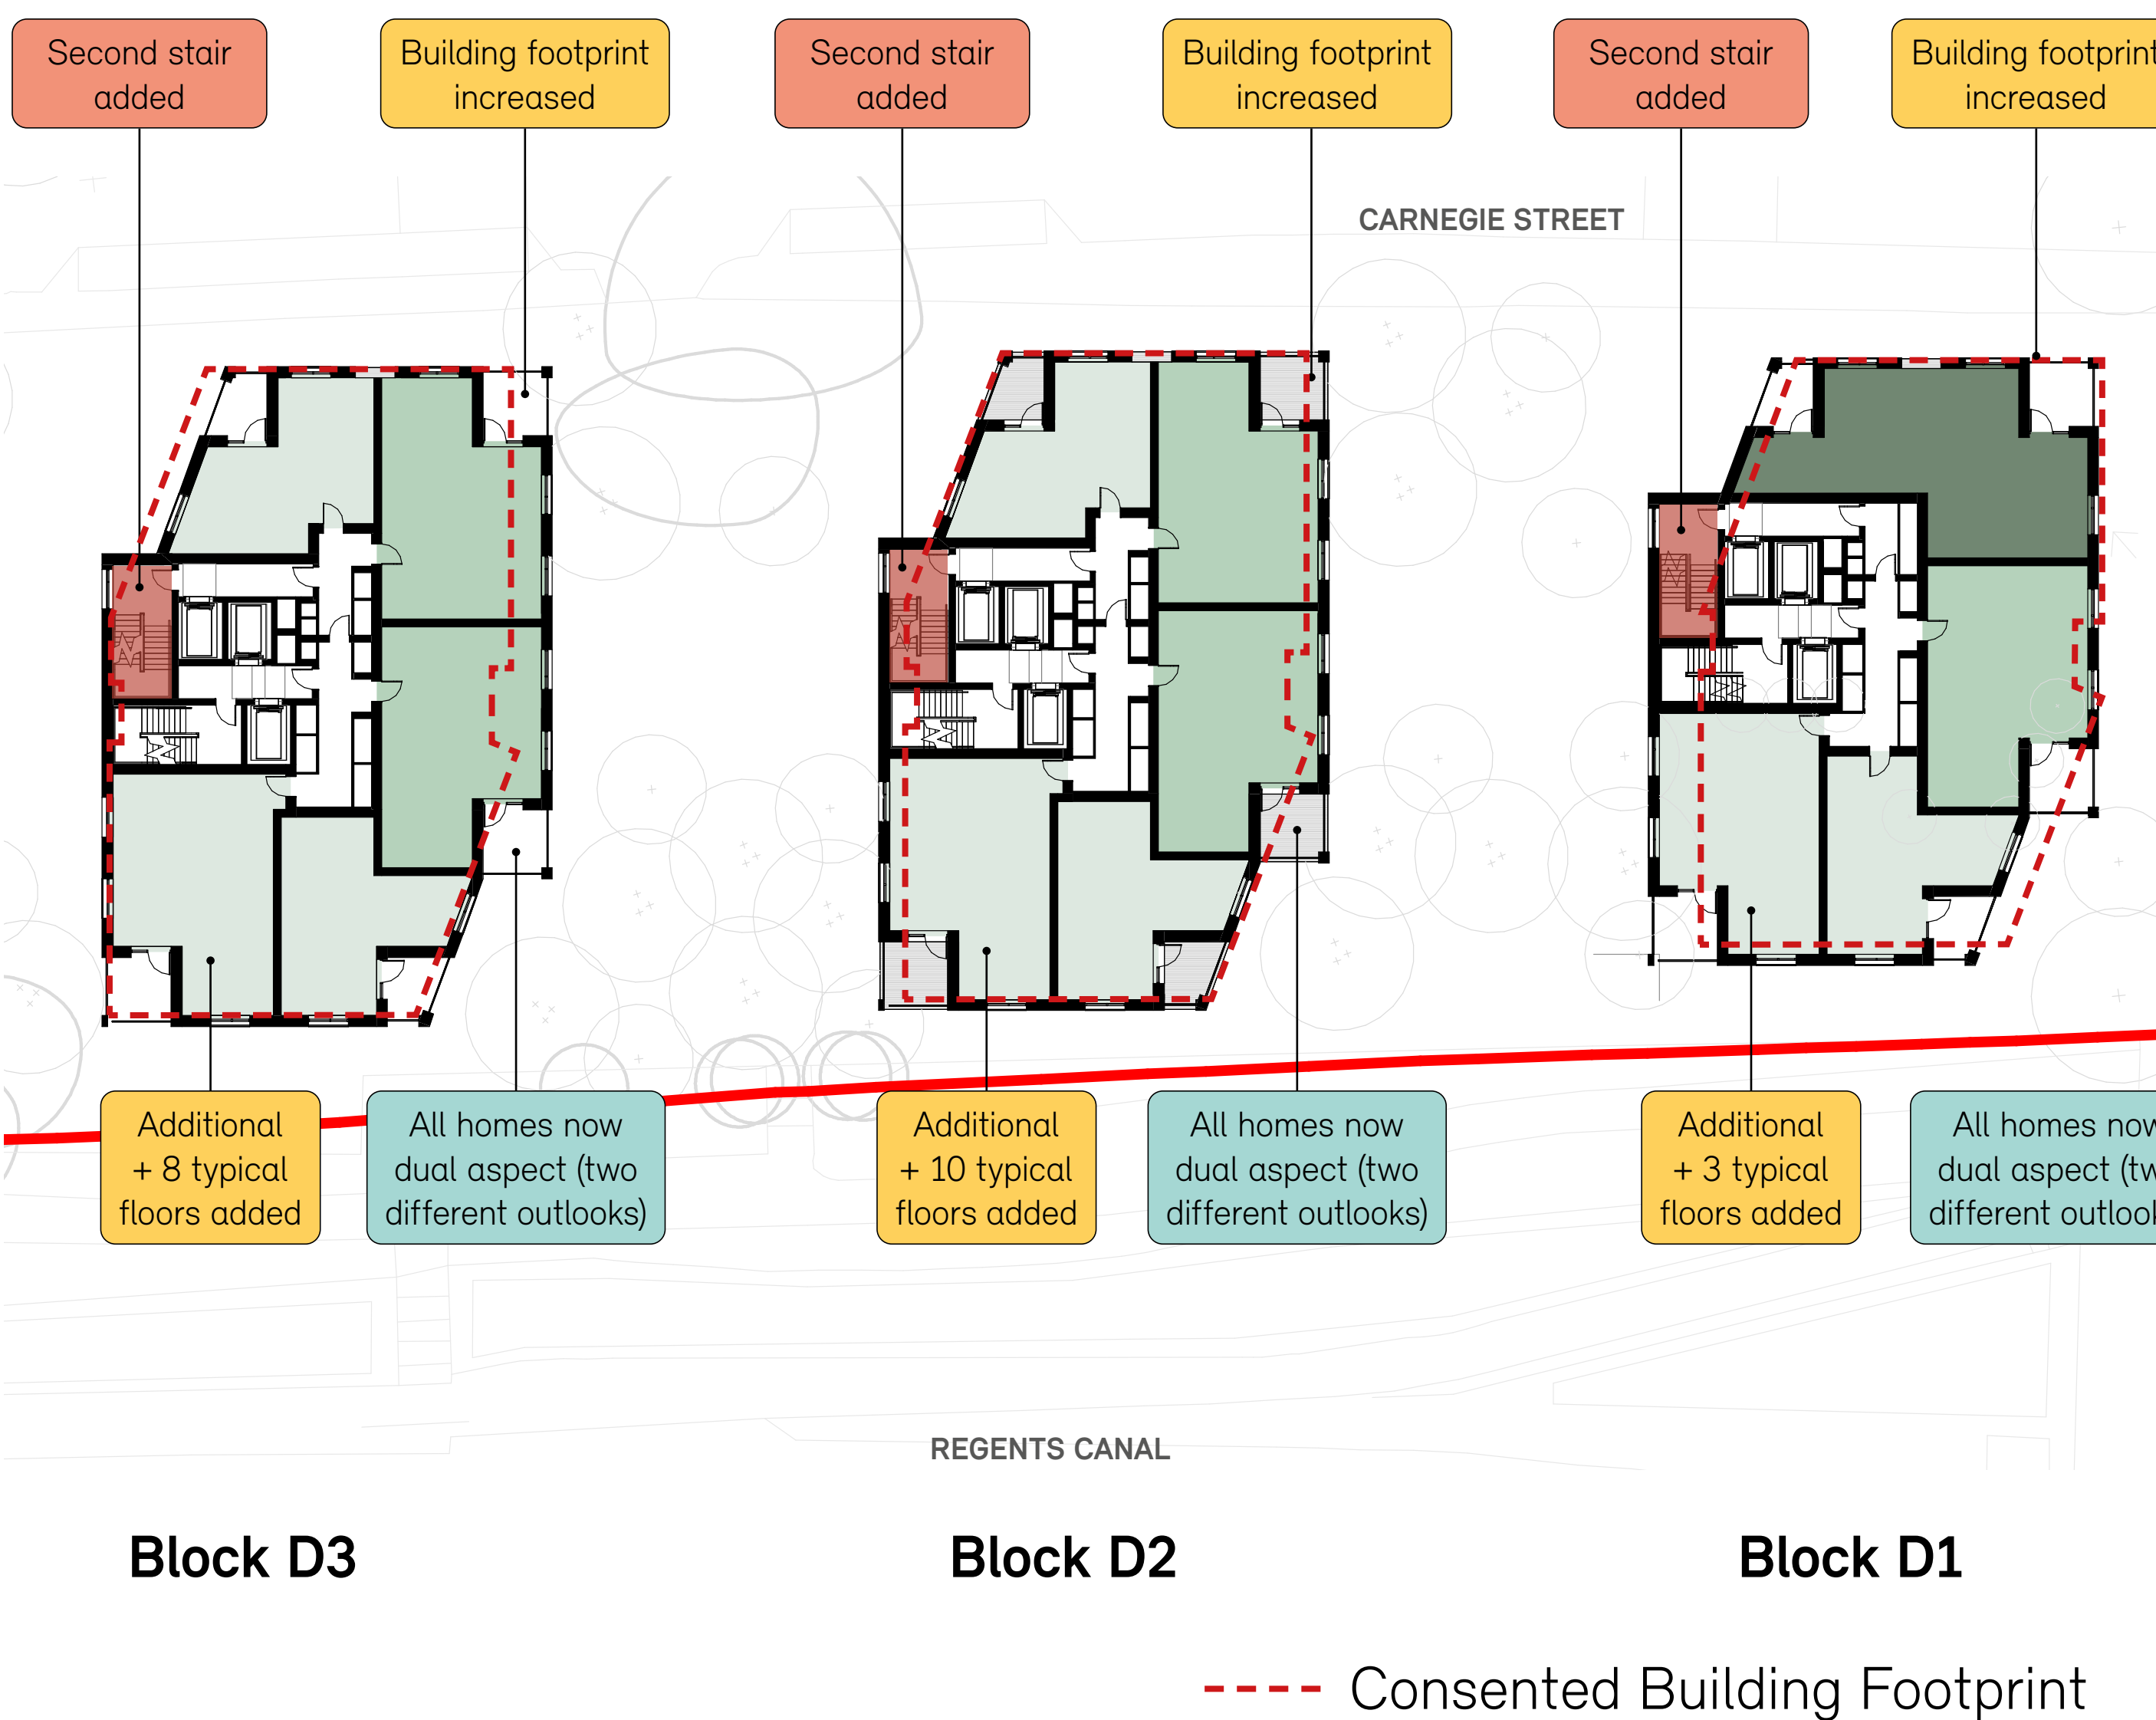 Second stair
added
Building footprint
increased
Second stair
added
Building footprint
increased
Second stair
added
Building footprint
increased
CARNEGIE STREET
Additional
+ 8 typical
floors added
All homes now
dual aspect (two
different outlooks)
Additional
+ 10 typical
floors added
All homes now
dual aspect (two
different outlooks)
Additional
+ 3 typical
floors added
All homes now
dual aspect (tw
different outlook
REGENTS CANAL
Block D3
Block D2
Block D1
Consented Building Footprint